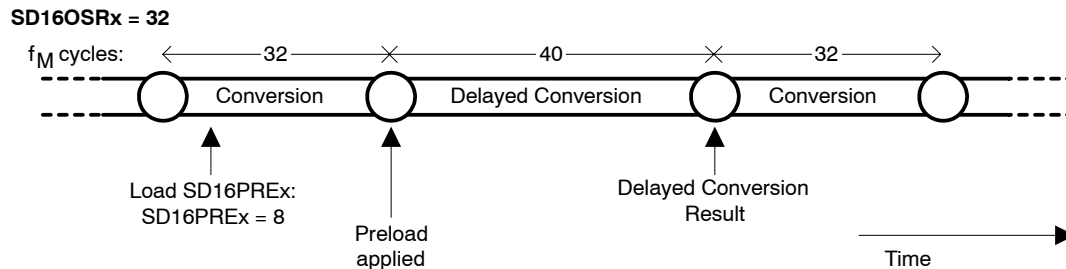 SD16OSRx = 32
fM cycles: 32 40 32
Conversion Delayed Conversion Conversion
Load SD16PREx:
SD16PREx = 8
Delayed Conversion
Result
Preload
applied
Time